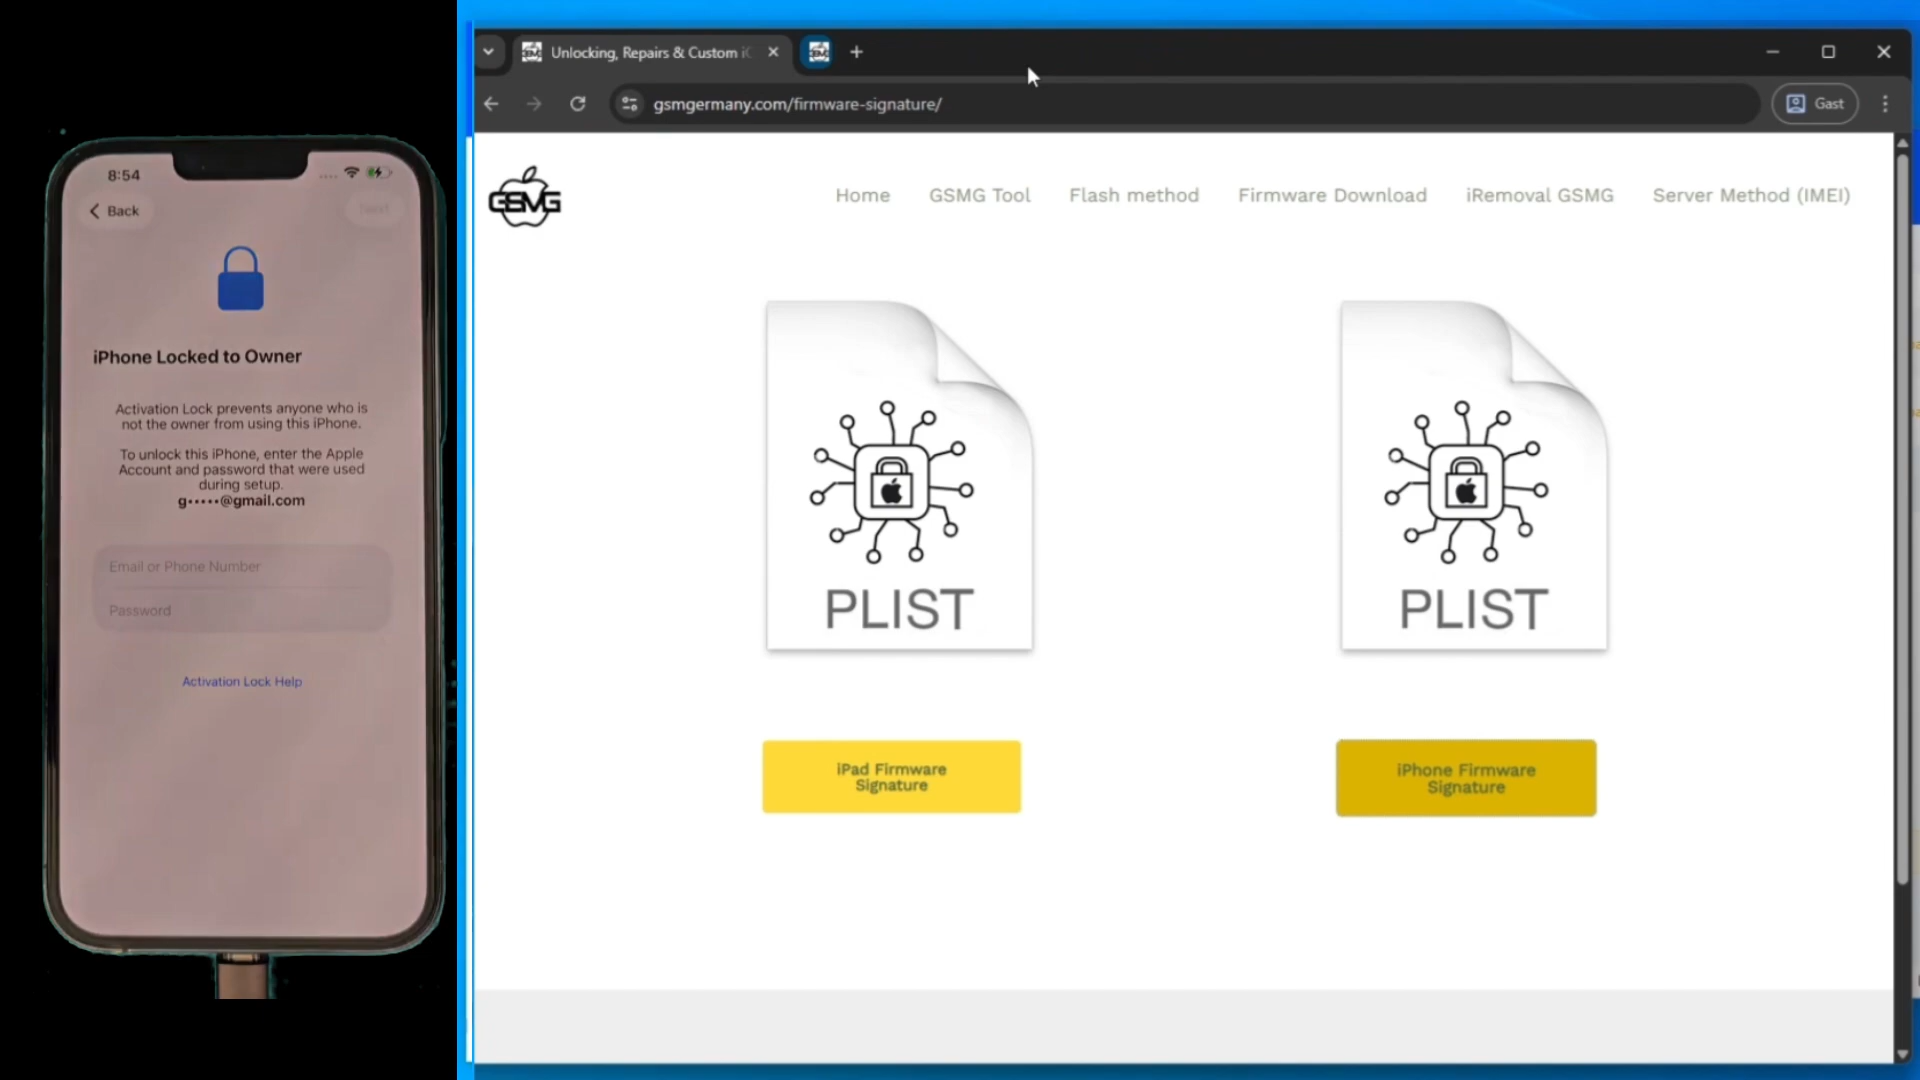 8:54
Back
Next
iPhone Locked to Owner
Activation Lock prevents anyone who is
not the owner from using this iPhone.
To unlock this iPhone, enter the Apple
Account and password that were used
during setup.
g•••••@gmail.com
Email or Phone Number
Password
Activation Lock Help
Unlocking, Repairs & Custom iC
gsmgermany.com/firmware-signature/
Gast
GSMG
Home
GSMG Tool
Flash method
Firmware Download
iRemoval GSMG
Server Method (IMEI)
PLIST
PLIST
iPad Firmware
Signature
iPhone Firmware
Signature